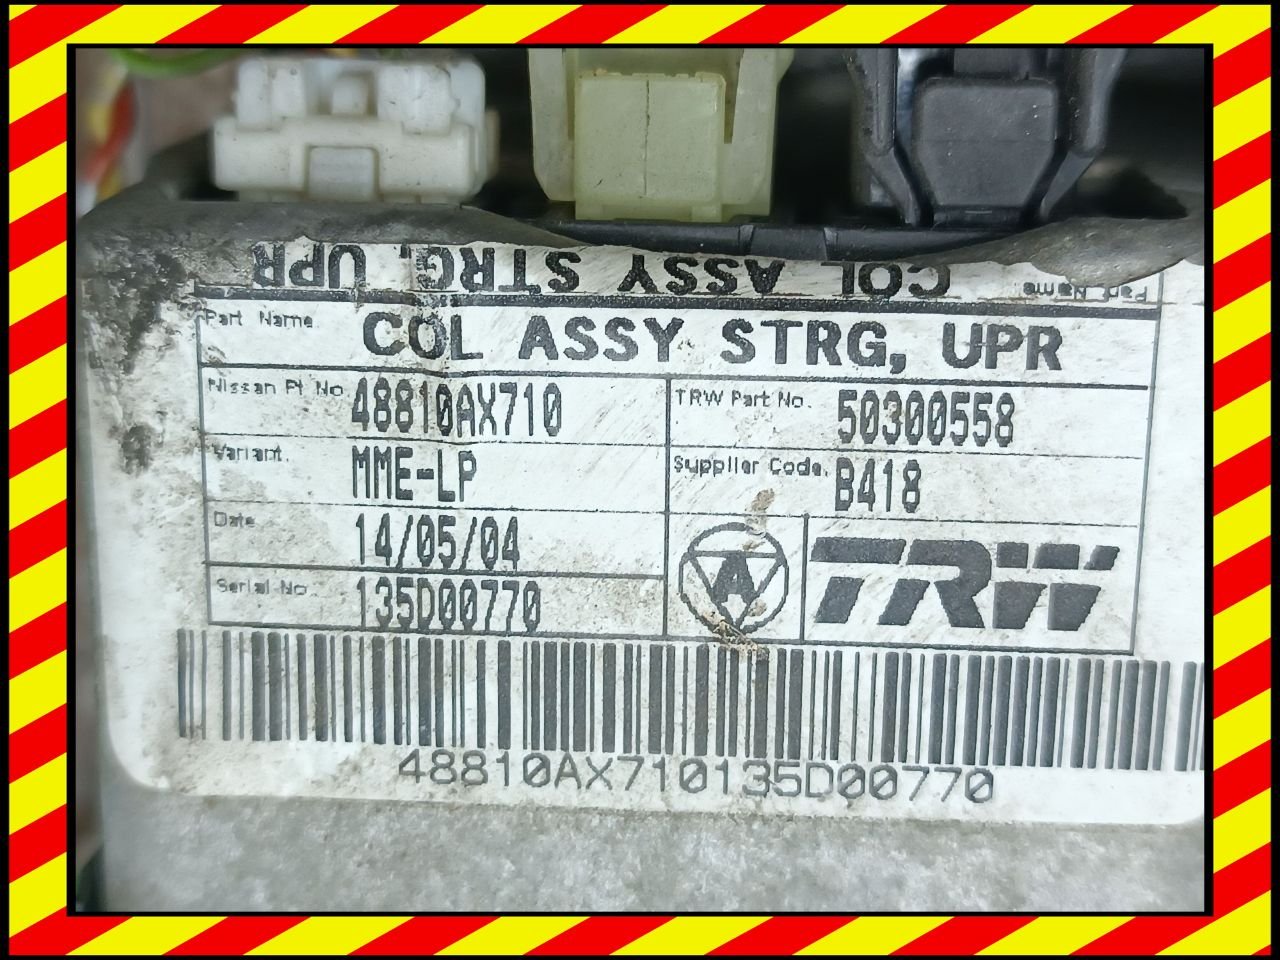 COL ASSY STRG, UPR
Part Name
Part Name
COL ASSY STRG, UPR
Nissan Pt No
48810AX710
TRW Part No.
50300558
Variant.
MME-LP
Supplier Code.
B418
Date
14/05/04
A
TRW
Serial No.
135D00770
48810AX710135D00770